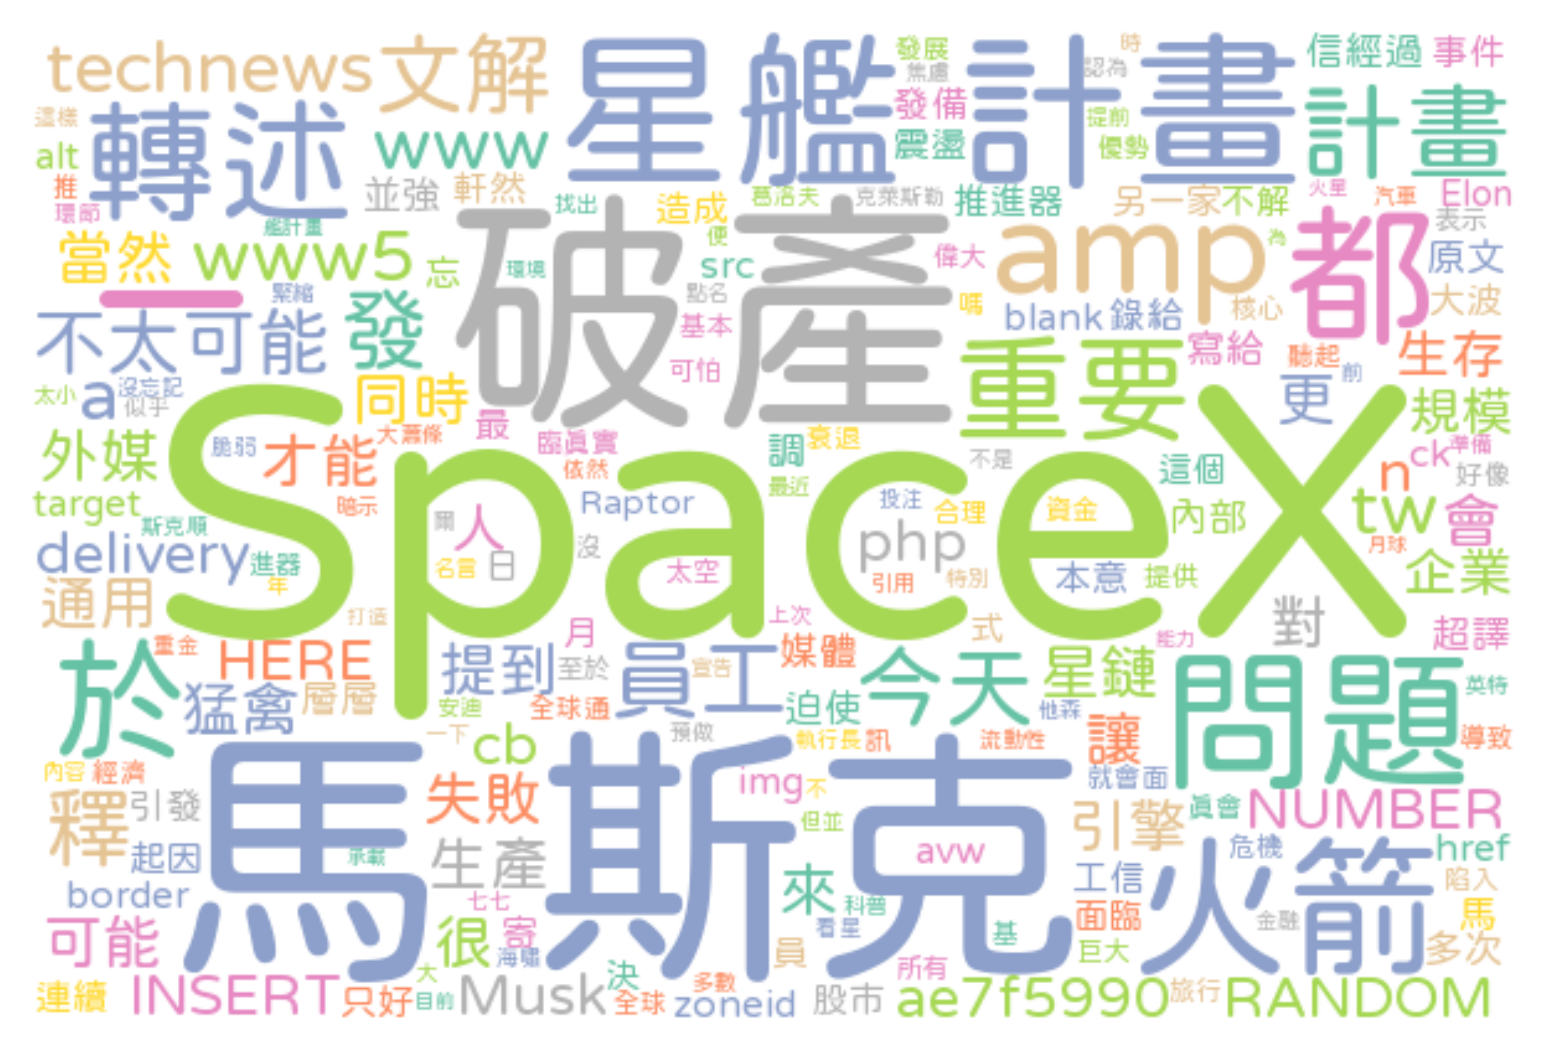 technews 文解 星艦計畫 發展 焦慮 時 認為 信經過 事件
這樣 轉述 www 發備 提前 計畫
alt 震盪 優勢
推 並強 軒然 找出 造成 葛洛夫 克萊斯勒 推進器 另一家 不解 火星 汽車 Elon
環節 艦計畫 便 為 表示
當然 www5 忘 破產 環境 src 偉大 amp 都 原文
一 緊縮 點名 嗎 核心 大波
不太可能 發 基本 blank 錄給
可怕 重要 寫給 聽起 生存
太小 a 沒忘記 似乎 同時 更 前 規模
外媒 脆弱 才能 大蕭條 最 臨真實 調 衰退 不是 這個 n ck 準備
SpaceX 依然 好像
target 暗示 Raptor 最近 投注 合理 資金 內部 tw 會
斯克順 爾 人 沒 php 月球
delivery 進器 名言 日 太空 引用 特別 本意 提供 企業
通用 年 打造 上次 式 對
於 重金 HERE 月 能力 超譯
猛禽 層層 提到 至於 員工 宣告 媒體 今天 星鏈 問題 英特
安迪 全球通 迫使 他森
一下 cb 預做 執行長 訊 流動性 讓 導致
內容 經濟 馬斯克 img 不 就會面
釋 引發 失敗 但並 引擎 真會 NUMBER
起因 承載 生產 avw 危機 href
border 七七 來 科普 工信 火箭 陷入
可能 很 寄 看星 基 面臨 金融 馬
海嘯 員 巨大 多次
大 決 多數 所有
連續 INSERT 只好 目前 Musk 全球 zoneid 股市 ae7f5990 旅行 RANDOM